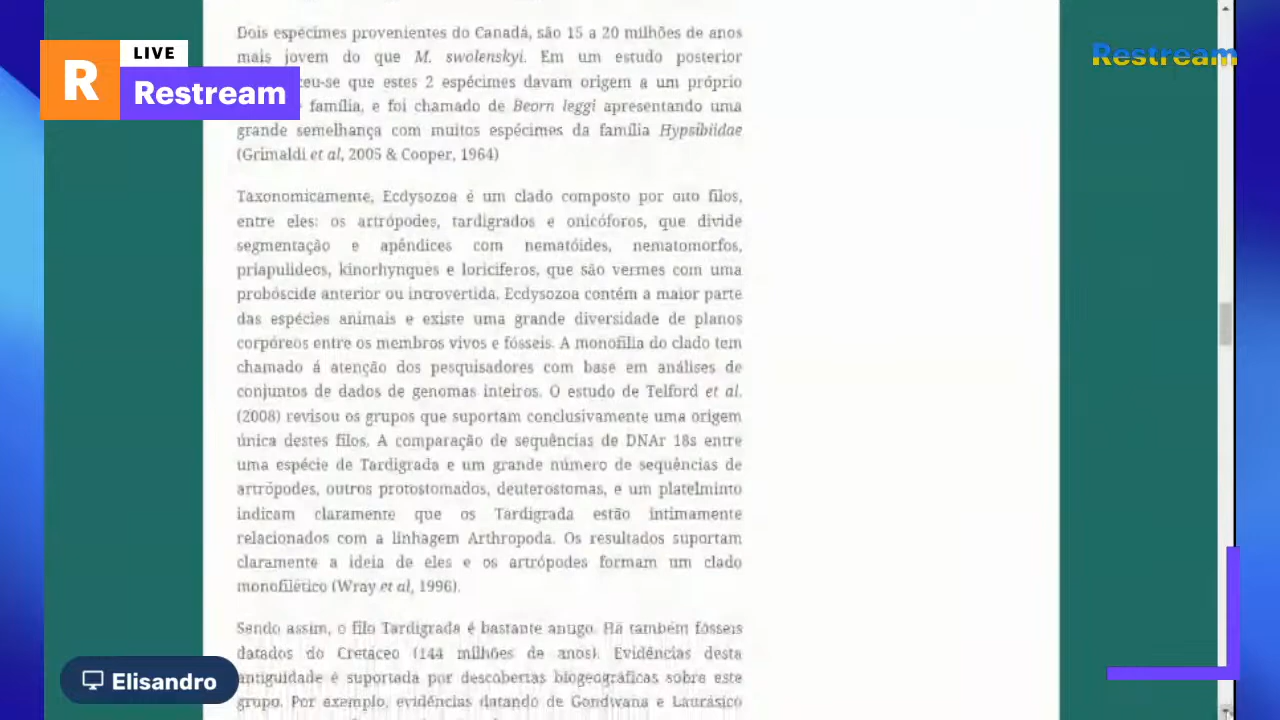 Dois espécimes provenientes do Canadá, são 15 a 20 milhões de anos
mais jovem do que M. swolenskyi. Em um estudo posterior
ceu-se que estes 2 espécimes davam origem a um próprio
família, e foi chamado de Beorn leggi apresentando uma
grande semelhança com muitos espécimes da família Hypsibiidae
(Grimaldi et al, 2005 & Cooper, 1964)
Taxonomicamente, Ecdysozoa é um clado composto por oito filos,
entre eles: os artrópodes, tardigrados e onicóforos, que divide
segmentação e apêndices com nematóides, nematomorfos,
priapulideos, kinorhynques e loriciferos, que são vermes com uma
probóscide anterior ou introvertida. Ecdysozoa contém a maior parte
das espécies animais e existe uma grande diversidade de planos
corpóreos entre os membros vivos e fósseis. A monofilia do clado tem
chamado á atenção dos pesquisadores com base em análises de
conjuntos de dados de genomas inteiros. O estudo de Telford et al.
(2008) revisou os grupos que suportam conclusivamente uma origem
única destes filos. A comparação de sequências de DNAr 18s entre
uma espécie de Tardigrada e um grande número de sequências de
artrópodes, outros protostomados, deuterostomas, e um platelminto
indicam claramente que os Tardigrada estão intimamente
relacionados com a linhagem Arthropoda. Os resultados suportam
claramente a ideia de eles e os artrópodes formam um clado
monofilético (Wray et al, 1996).
Sendo assim, o filo Tardigrada é bastante antigo. Há também fósseis
datados do Cretáceo (144 milhões de anos). Evidências desta
antiguidade é suportada por descobertas biogeográficas sobre este
grupo. Por exemplo, evidências datando de Gondwana e Laurásico
R
LIVE
Restream
Restream
Elisandro